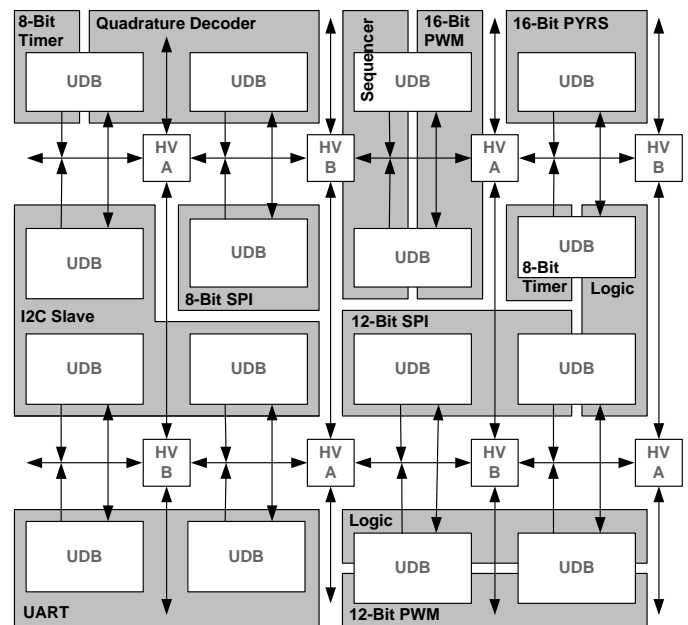 8-Bit
Timer
Quadrature Decoder
Sequencer
16-Bit
PWM
16-Bit PYRS
UDB
UDB
UDB
UDB
HV
A
HV
B
HV
A
HV
B
UDB
UDB
UDB
UDB
8-Bit
Timer
Logic
8-Bit SPI
I2C Slave
12-Bit SPI
UDB
UDB
UDB
UDB
HV
B
HV
A
HV
B
HV
A
Logic
UDB
UDB
UDB
UDB
UART
12-Bit PWM